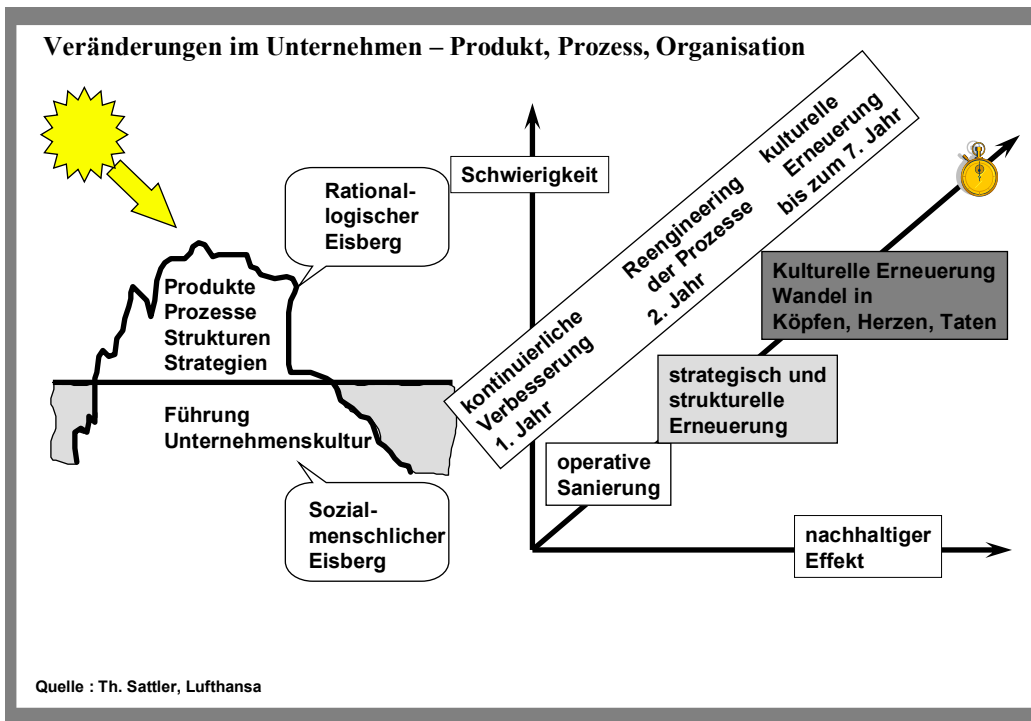 Veränderungen im Unternehmen – Produkt, Prozess, Organisation
Rational-
logischer
Eisberg
Produkte
Prozesse
Strukturen
Strategien
Führung
Unternehmenskultur
Sozial-
menschlicher
Eisberg
Schwierigkeit
kontinuierliche
Verbesserung
1. Jahr
Reengineering
der Prozesse
2. Jahr
kulturelle
Erneuerung
bis zum 7. Jahr
Kulturelle Erneuerung
Wandel in
Köpfen, Herzen, Taten
strategisch und
strukturelle
Erneuerung
operative
Sanierung
nachhaltiger
Effekt
Quelle : Th. Sattler, Lufthansa